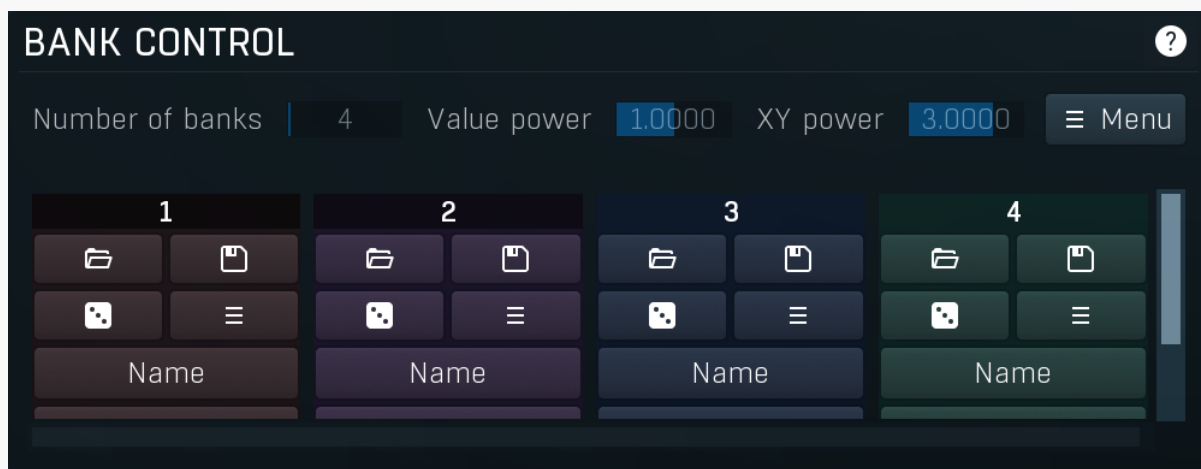 BANK CONTROL ?
Number of banks 4 Value power 1.0000 XY power 3.0000 Menu
1 2 3 4
Name Name Name Name